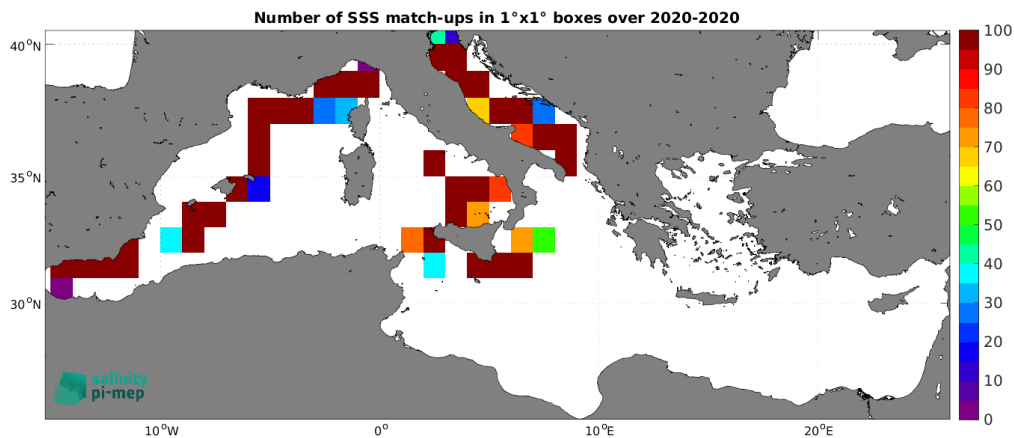 Number of SSS match-ups in 1°x1° boxes over 2020-2020
40°N
35°N
30°N
10°W
0°
10°E
20°E
100
90
80
70
60
50
40
30
20
10
0
salinity
pi-mep